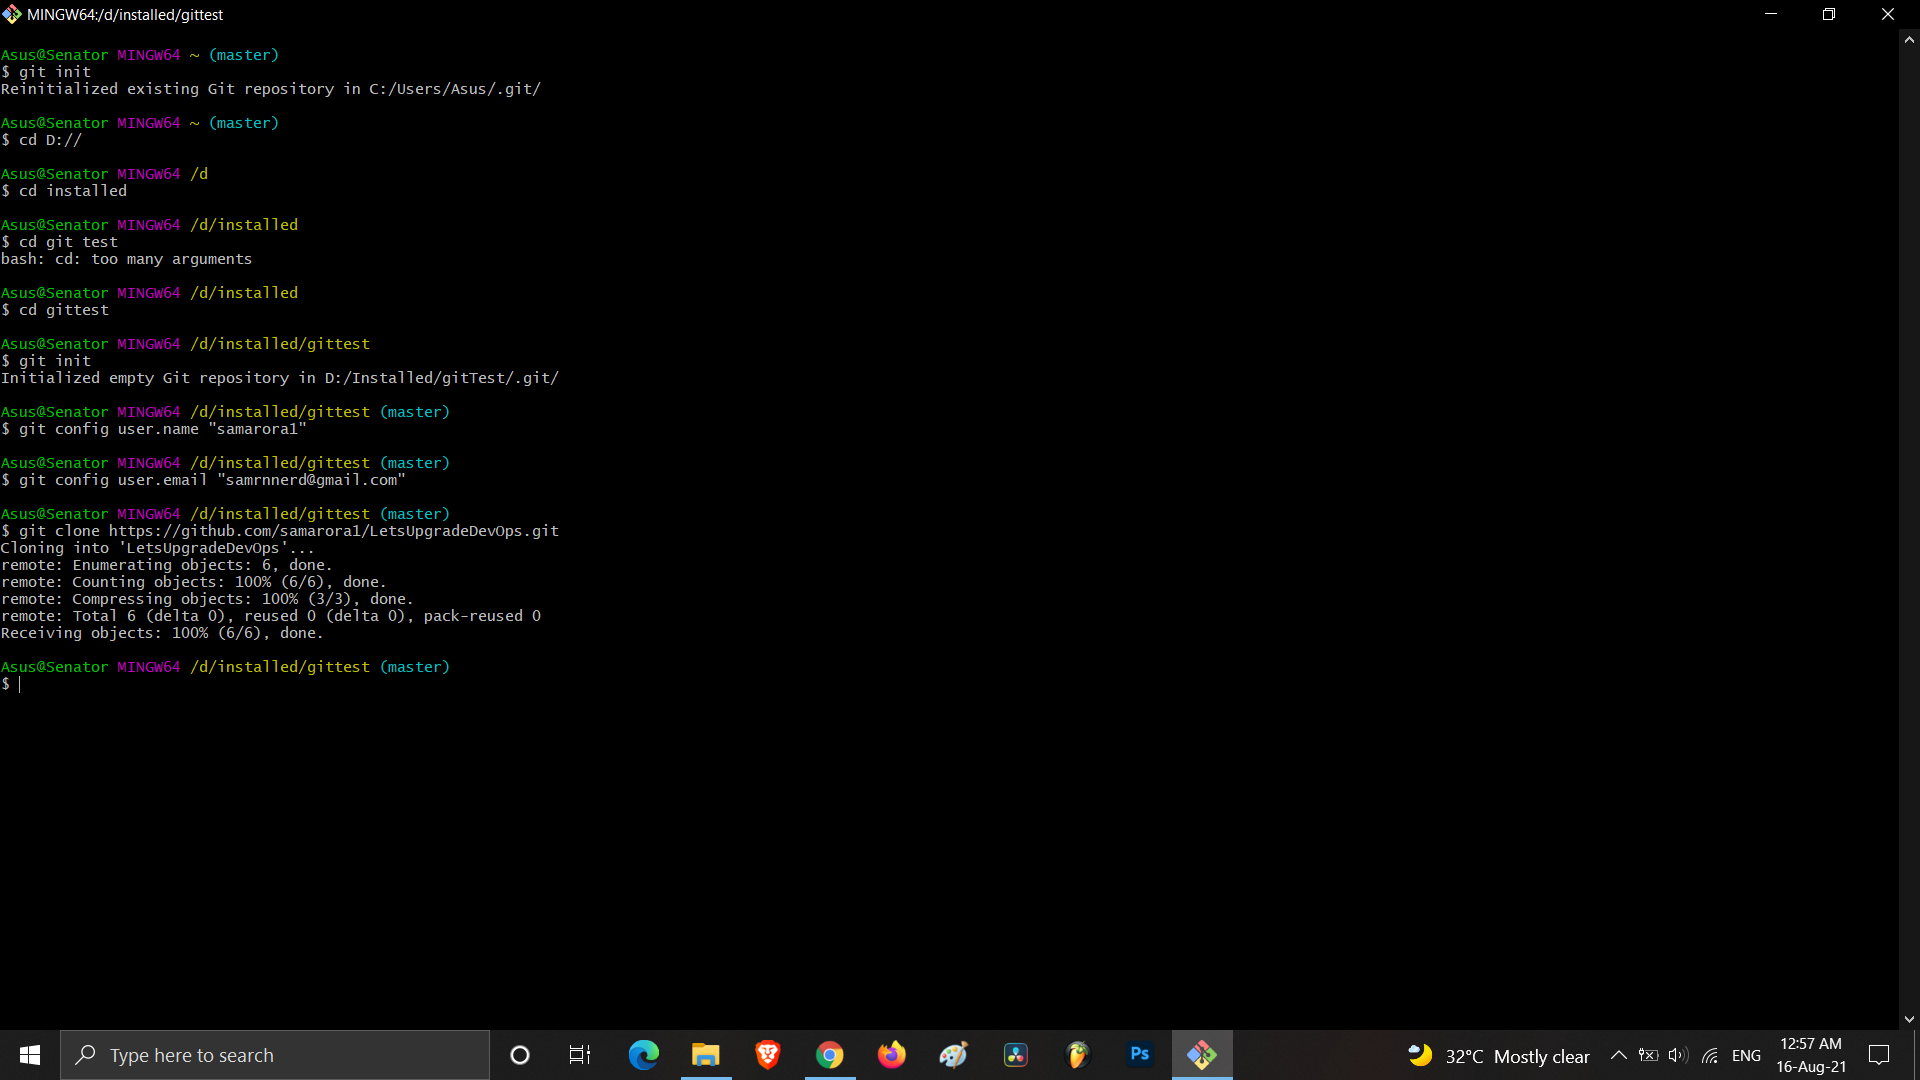 MINGW64:/d/installed/gittest
Asus@Senator MINGW64 ~ (master)
$ git init
Reinitialized existing Git repository in C:/Users/Asus/.git/
Asus@Senator MINGW64 ~ (master)
$ cd D://
Asus@Senator MINGW64 /d
$ cd installed
Asus@Senator MINGW64 /d/installed
$ cd git test
bash: cd: too many arguments
Asus@Senator MINGW64 /d/installed
$ cd gittest
Asus@Senator MINGW64 /d/installed/gittest
$ git init
Initialized empty Git repository in D:/Installed/gitTest/.git/
Asus@Senator MINGW64 /d/installed/gittest (master)
$ git config user.name "samarora1"
Asus@Senator MINGW64 /d/installed/gittest (master)
$ git config user.email "samrnnerd@gmail.com"
Asus@Senator MINGW64 /d/installed/gittest (master)
$ git clone https://github.com/samarora1/LetsUpgradeDevOps.git
Cloning into 'LetsUpgradeDevOps'...
remote: Enumerating objects: 6, done.
remote: Counting objects: 100% (6/6), done.
remote: Compressing objects: 100% (3/3), done.
remote: Total 6 (delta 0), reused 0 (delta 0), pack-reused 0
Receiving objects: 100% (6/6), done.
Asus@Senator MINGW64 /d/installed/gittest (master)
$
Type here to search
Ps
32°C Mostly clear
ENG
12:57 AM
16-Aug-21